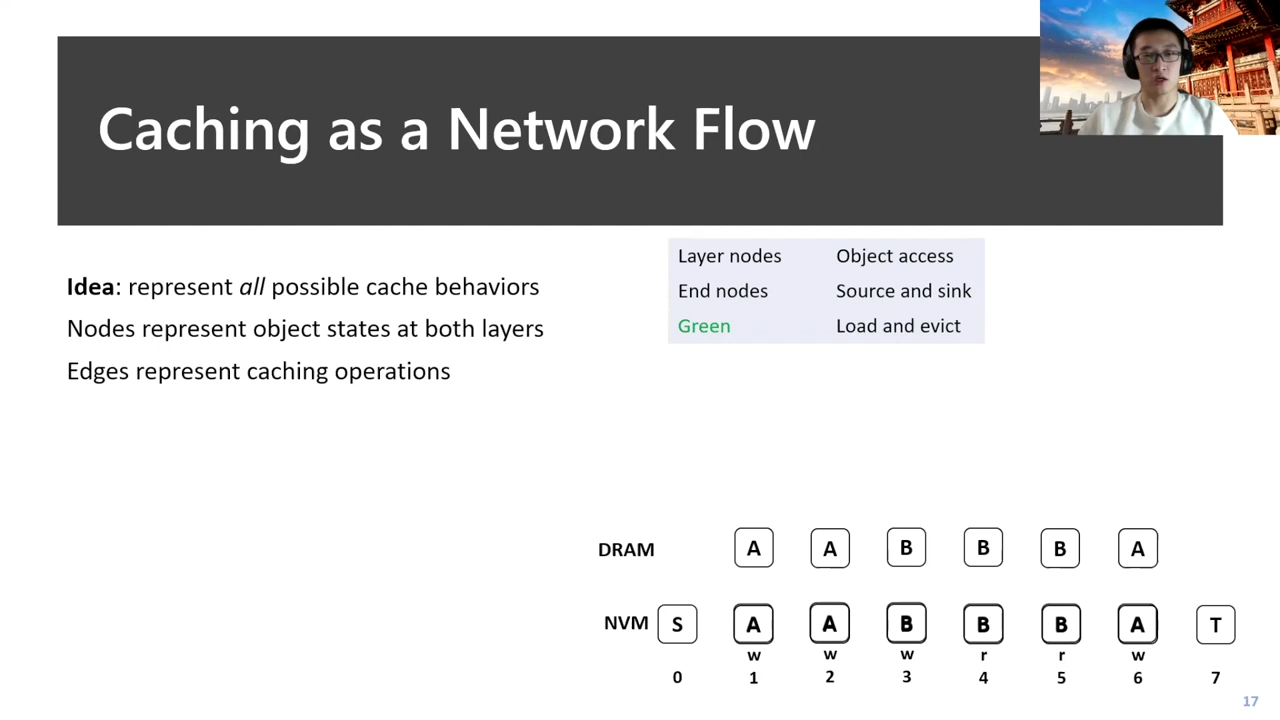 Caching as a Network Flow
Idea: represent all possible cache behaviors
Nodes represent object states at both layers
Edges represent caching operations
Layer nodes Object access
End nodes Source and sink
Green Load and evict
DRAM A A B B B A
NVM S A A B B B A T
w w w r r w
0 1 2 3 4 5 6 7
17